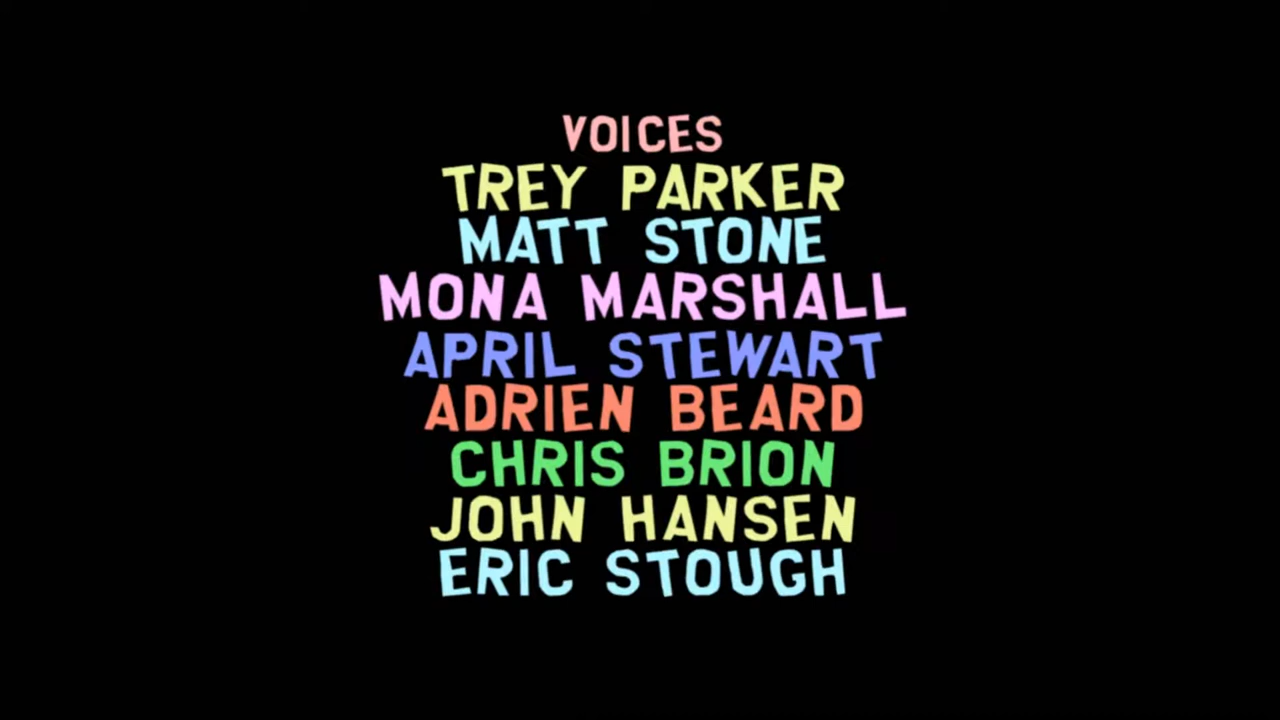 VOICES
TREY PARKER
MATT STONE
MONA MARSHALL
APRIL STEWART
ADRIEN BEARD
CHRIS BRION
JOHN HANSEN
ERIC STOUGH